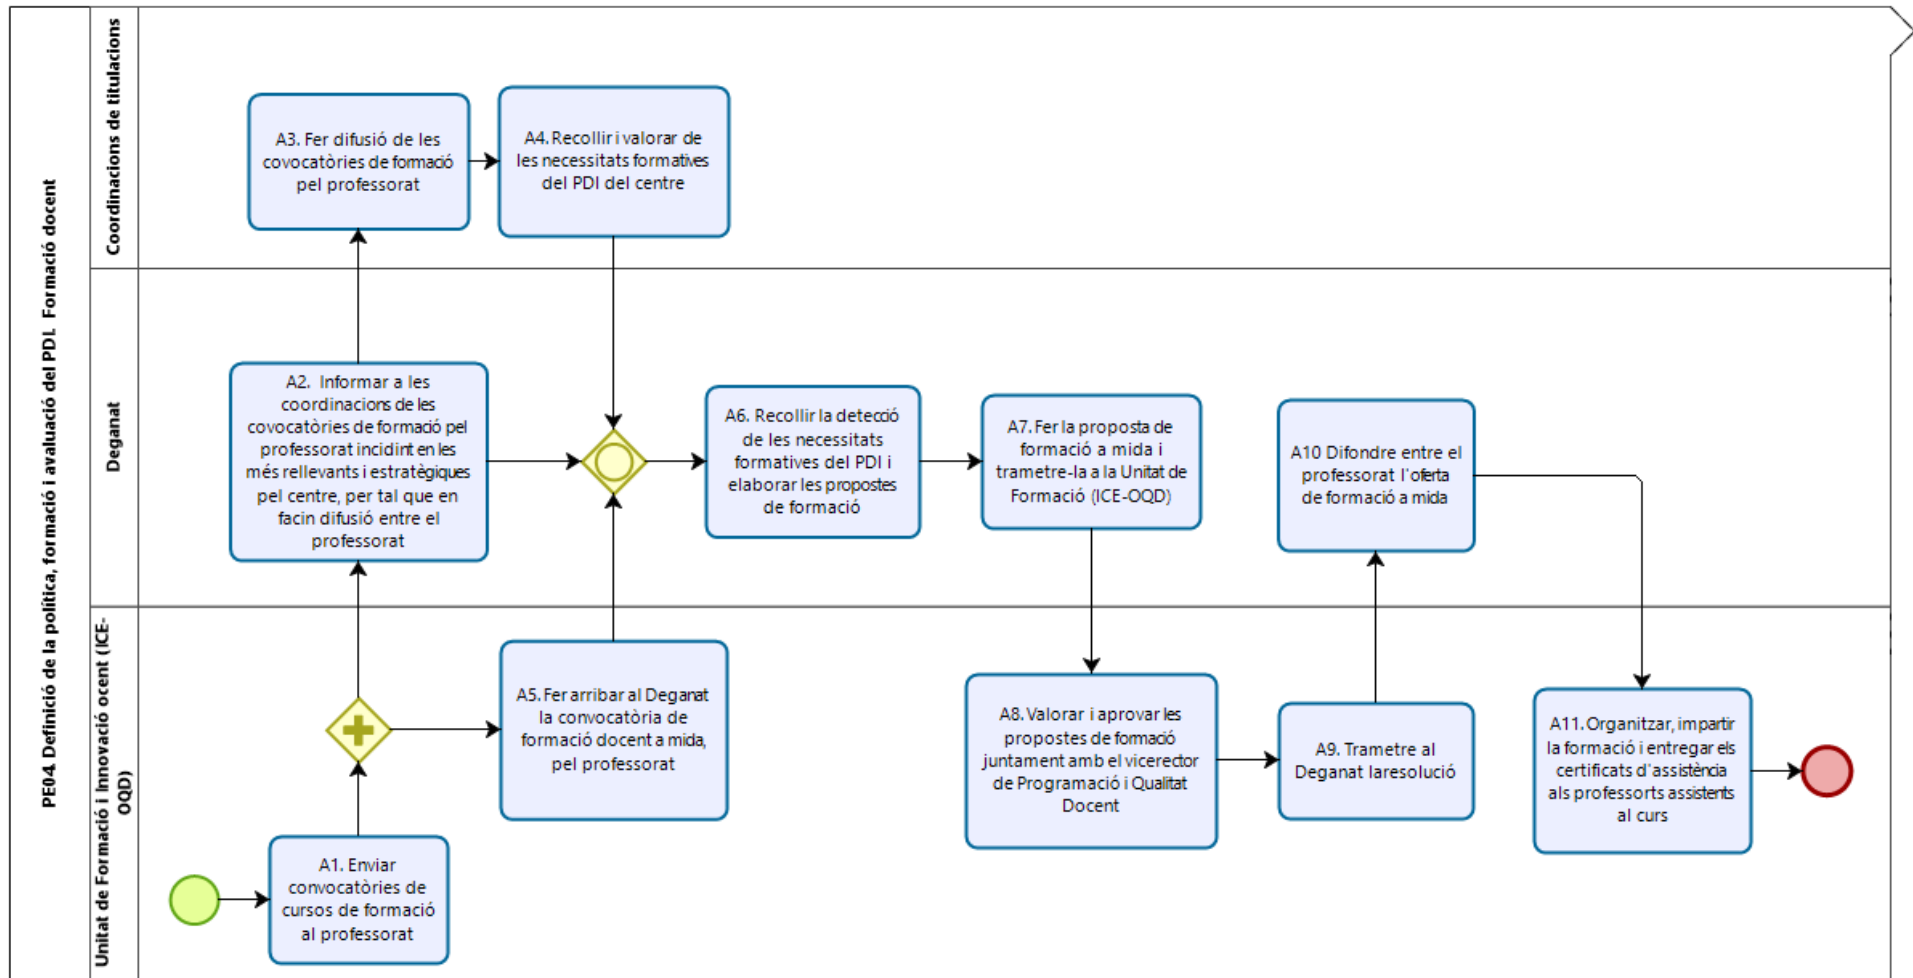 PE04. Definició de la política, formació i avaluació del PDI. Formació docent
Coordinacions de titulacions
A3. Fer difusió de les
covocatòries de formació
pel professorat
A4. Recollir i valorar de
les necessitats formatives
del PDI del centre
Deganat
A2. Informar a les
coordinacions de les
covocatòries de formació pel
professorat incidint en les
més rellevants i estratègiques
pel centre, per tal que en
facin difusió entre el
professorat
A6. Recollir la detecció
de les necessitats
formatives del PDI i
elaborar les propostes
de formació
A7. Fer la proposta de
formació a mida i
trametre-la a la Unitat de
Formació (ICE-OQD)
A10 Difondre entre el
professorat l'oferta
de formació a mida
Unitat de Formació i Innovació ocent (ICE-
OQD)
A1. Enviar
convocatòries de
cursos de formació
al professorat
A5. Fer arribar al Deganat
la convocatòria de
formació docent a mida,
pel professorat
A8. Valorar i aprovar les
propostes de formació
juntament amb el vicerector
de Programació i Qualitat
Docent
A9. Trametre al
Deganat laresolució
A11. Organitzar, impartir
la formació i entregar els
certificats d'assistència
als professorts assistents
al curs